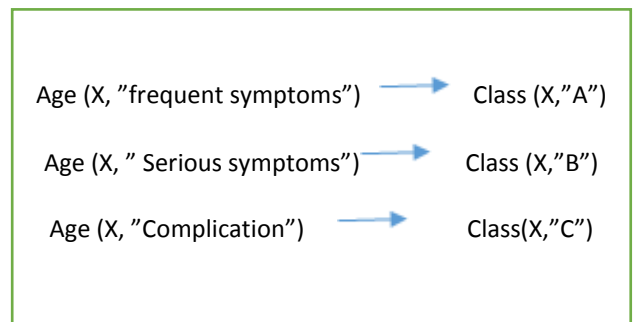 Age (X, ”frequent symptoms”) Class (X,”A”)
Age (X, ” Serious symptoms”) Class (X,”B”)
Age (X, ”Complication”) Class(X,”C”)